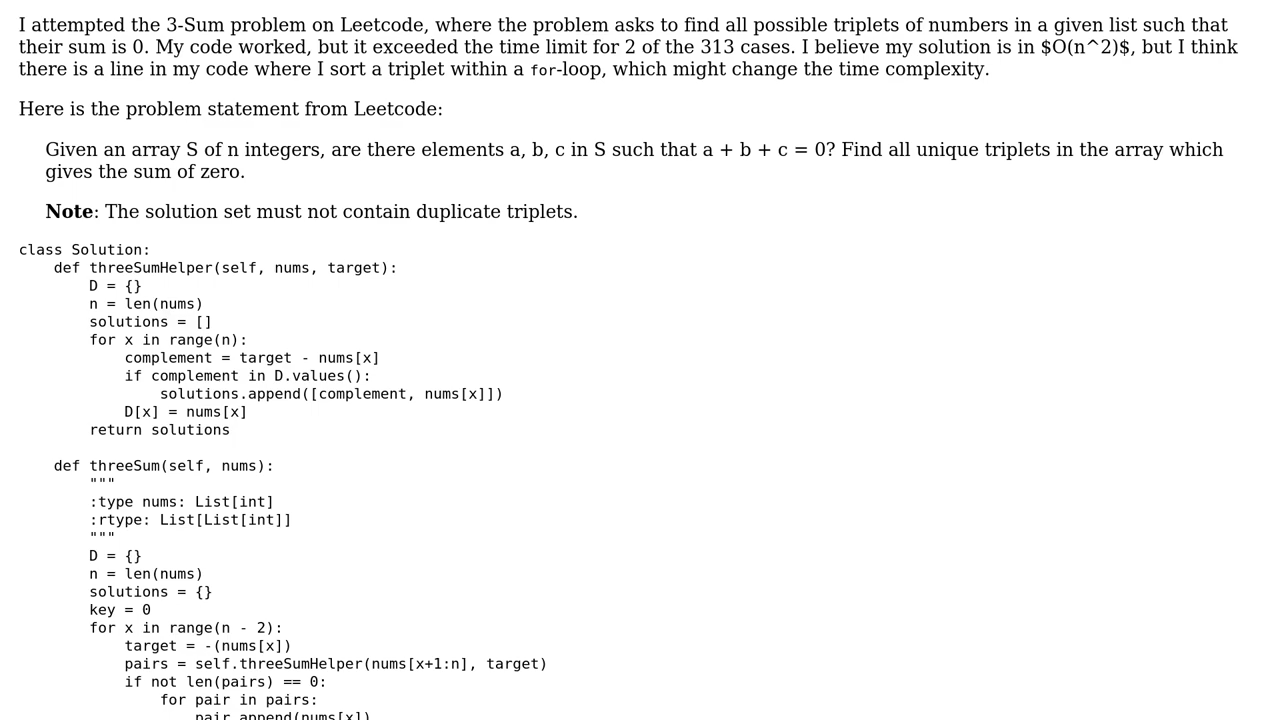 I attempted the 3-Sum problem on Leetcode, where the problem asks to find all possible triplets of numbers in a given list such that
their sum is 0. My code worked, but it exceeded the time limit for 2 of the 313 cases. I believe my solution is in $O(n^2)$, but I think
there is a line in my code where I sort a triplet within a for-loop, which might change the time complexity.
Here is the problem statement from Leetcode:
Given an array S of n integers, are there elements a, b, c in S such that a + b + c = 0? Find all unique triplets in the array which
gives the sum of zero.
Note: The solution set must not contain duplicate triplets.
class Solution:
    def threeSumHelper(self, nums, target):
        D = {}
        n = len(nums)
        solutions = []
        for x in range(n):
            complement = target - nums[x]
            if complement in D.values():
                solutions.append([complement, nums[x]])
            D[x] = nums[x]
        return solutions
    def threeSum(self, nums):
        """
        :type nums: List[int]
        :rtype: List[List[int]]
        """
        D = {}
        n = len(nums)
        solutions = {}
        key = 0
        for x in range(n - 2):
            target = -(nums[x])
            pairs = self.threeSumHelper(nums[x+1:n], target)
            if not len(pairs) == 0:
                for pair in pairs:
                    pair.append(nums[x])